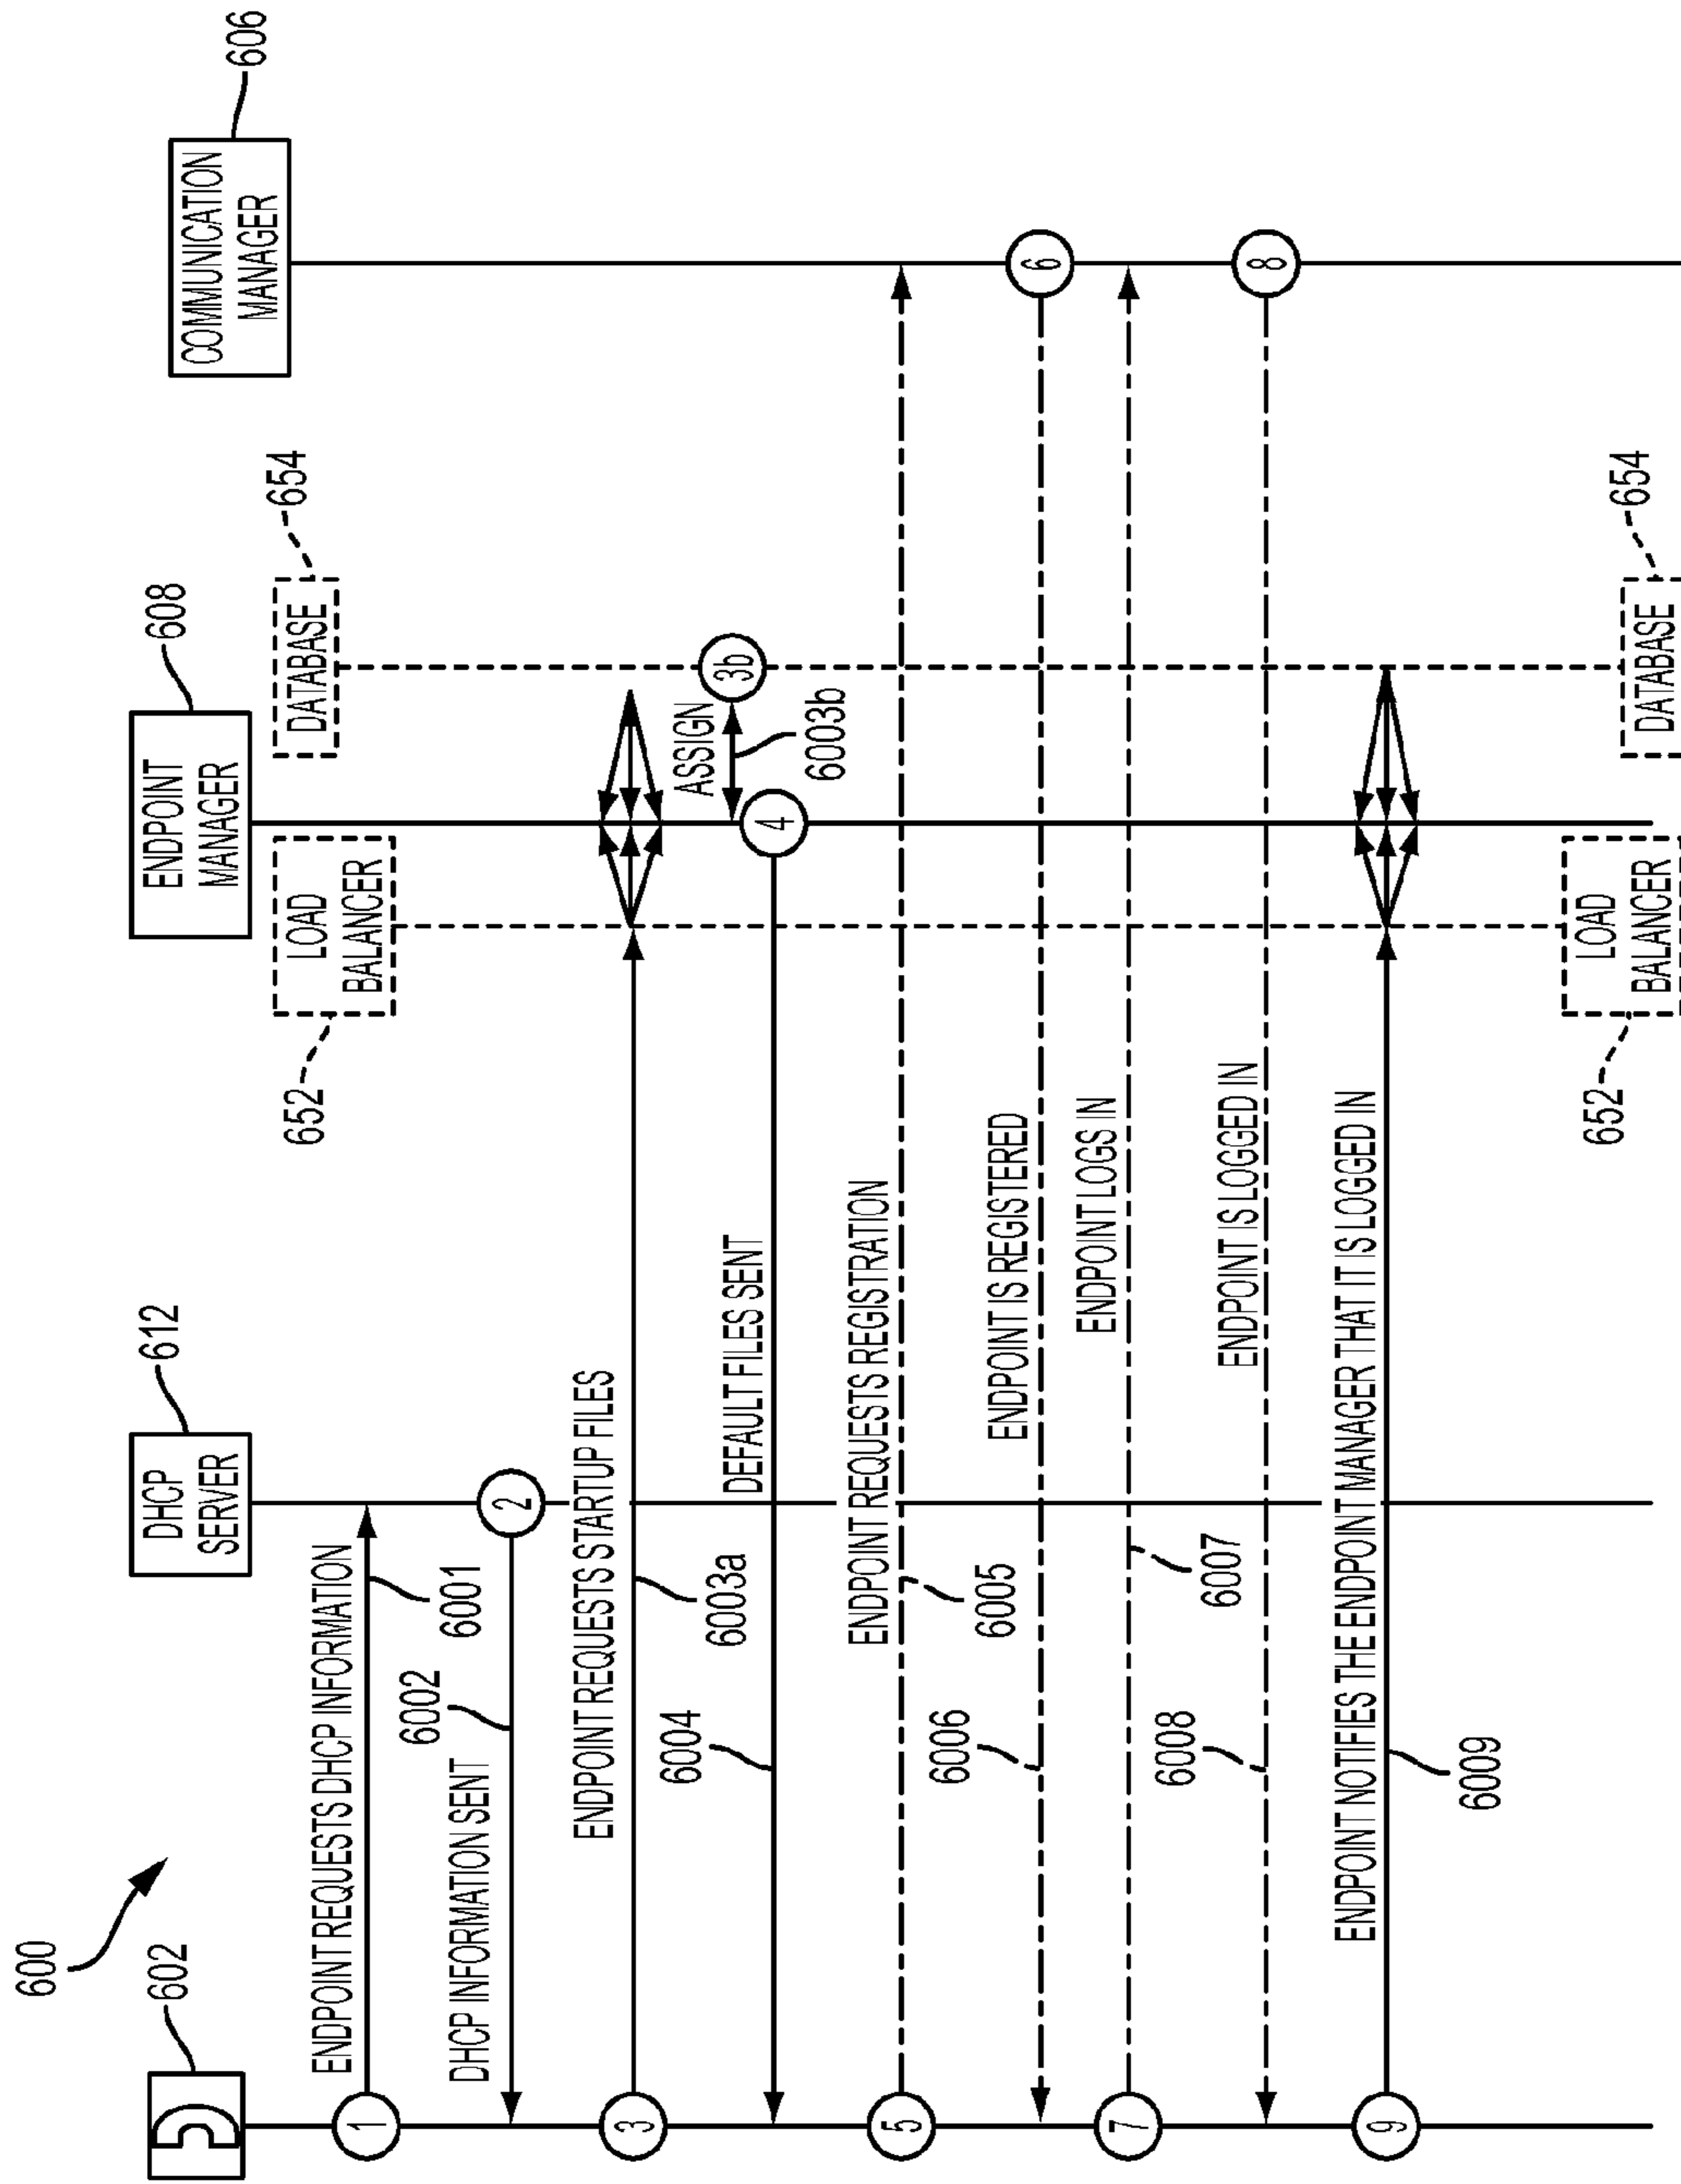 600
602
DHCP
SERVER
612
ENDPOINT
MANAGER
608
COMMUNICATION
MANAGER
606
652
LOAD
BALANCER
DATABASE
654
1
ENDPOINT REQUESTS DHCP INFORMATION
6001
2
6002
DHCP INFORMATION SENT
3
ENDPOINT REQUESTS STARTUP FILES
6003a
ASSIGN
3b
6003b
4
DEFAULT FILES SENT
6004
5
ENDPOINT REQUESTS REGISTRATION
6005
6
ENDPOINT IS REGISTERED
6006
7
ENDPOINT LOGS IN
6007
8
ENDPOINT IS LOGGED IN
6008
9
ENDPOINT NOTIFIES THE ENDPOINT MANAGER THAT IT IS LOGGED IN
6009
652
LOAD
BALANCER
DATABASE
654